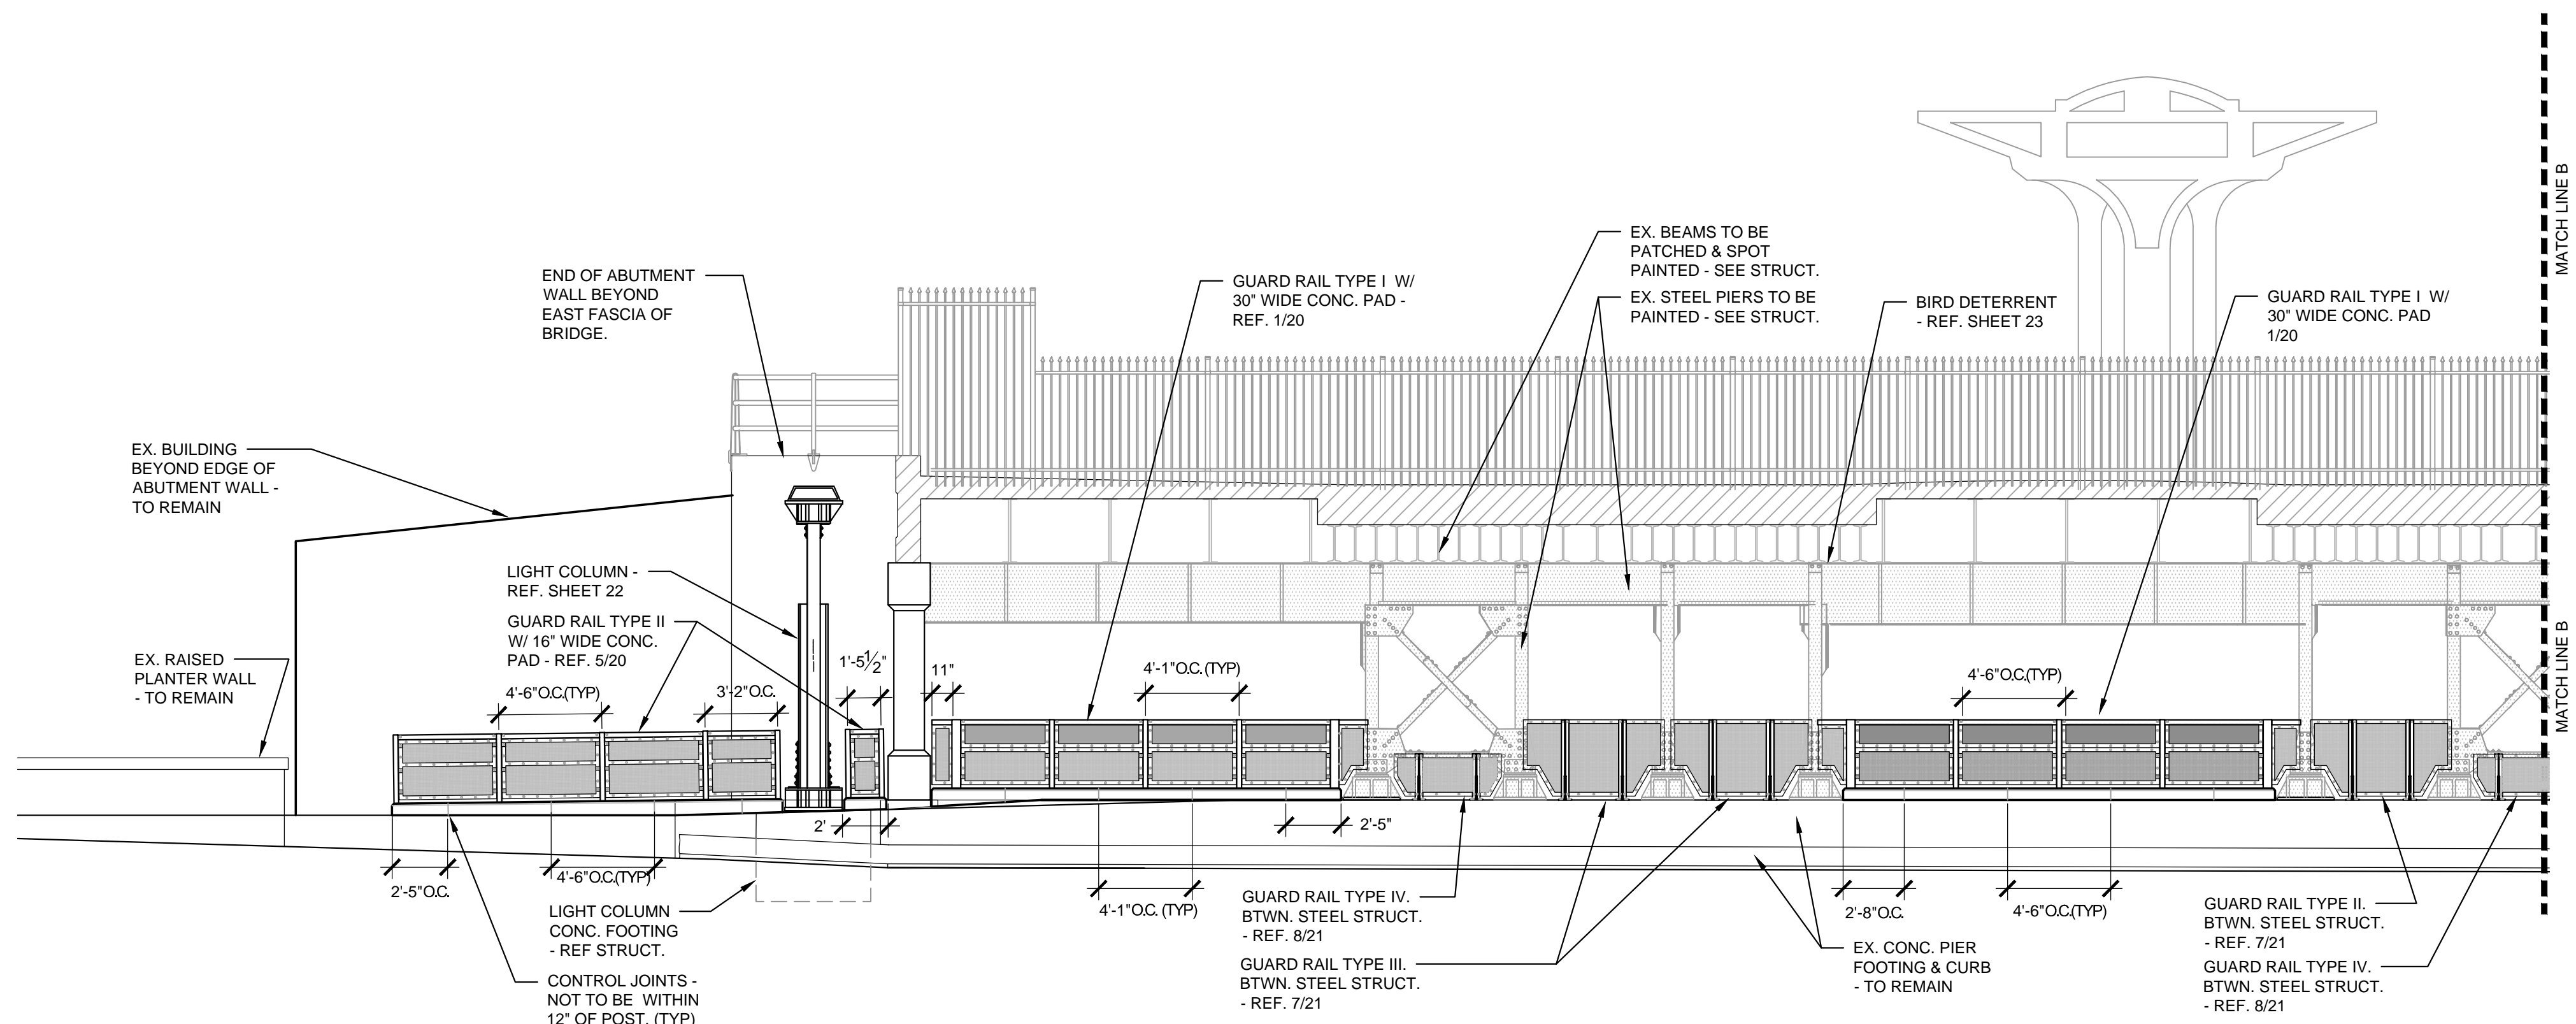 MATCH LINE B
EX. BEAMS TO BE
PATCHED & SPOT
PAINTED - SEE STRUCT.
END OF ABUTMENT
WALL BEYOND
EAST FASCIA OF
BRIDGE.
GUARD RAIL TYPE I W/
30" WIDE CONC. PAD -
REF. 1/20
EX. STEEL PIERS TO BE
PAINTED - SEE STRUCT.
BIRD DETERRENT
- REF. SHEET 23
GUARD RAIL TYPE I W/
30" WIDE CONC. PAD
1/20
EX. BUILDING
BEYOND EDGE OF
ABUTMENT WALL -
TO REMAIN
LIGHT COLUMN -
REF. SHEET 22
GUARD RAIL TYPE II
W/ 16" WIDE CONC.
PAD - REF. 5/20
EX. RAISED
PLANTER WALL
- TO REMAIN
4'-6"O.C.(TYP)
3'-2"O.C.
1'-5½"
11"
4'-1"O.C.(TYP)
4'-6"O.C.(TYP)
MATCH LINE B
2'
2'-5"
2'-5"O.C.
4'-6"O.C.(TYP)
4'-1"O.C. (TYP)
2'-8"O.C.
4'-6"O.C.(TYP)
LIGHT COLUMN
CONC. FOOTING
- REF STRUCT.
CONTROL JOINTS -
NOT TO BE WITHIN
12" OF POST. (TYP)
GUARD RAIL TYPE IV.
BTWN. STEEL STRUCT.
- REF. 8/21
GUARD RAIL TYPE III.
BTWN. STEEL STRUCT.
- REF. 7/21
EX. CONC. PIER
FOOTING & CURB
- TO REMAIN
GUARD RAIL TYPE II.
BTWN. STEEL STRUCT.
- REF. 7/21
GUARD RAIL TYPE IV.
BTWN. STEEL STRUCT.
- REF. 8/21